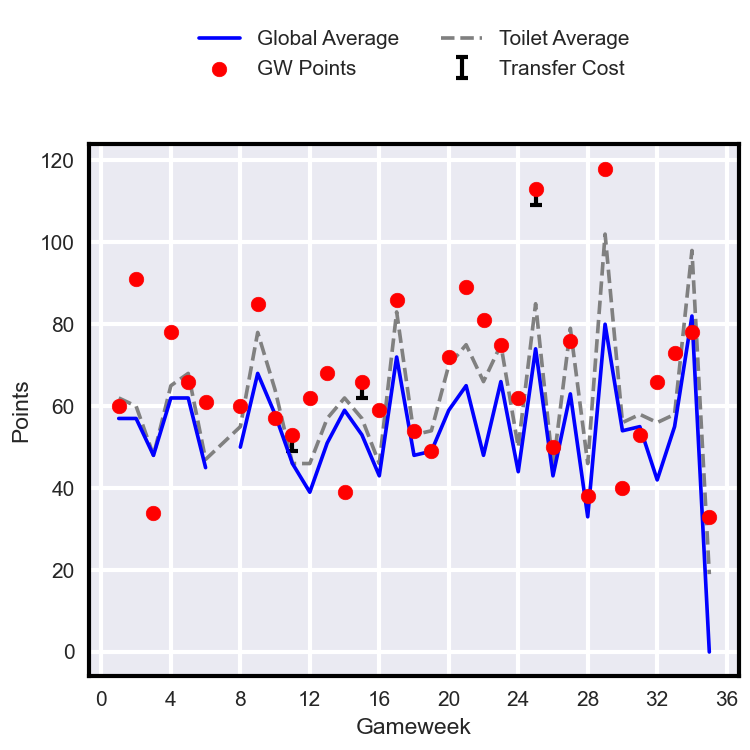 Global Average
Toilet Average
GW Points
Transfer Cost
120
100
80
60
40
20
0
Points
0 4 8 12 16 20 24 28 32 36
Gameweek